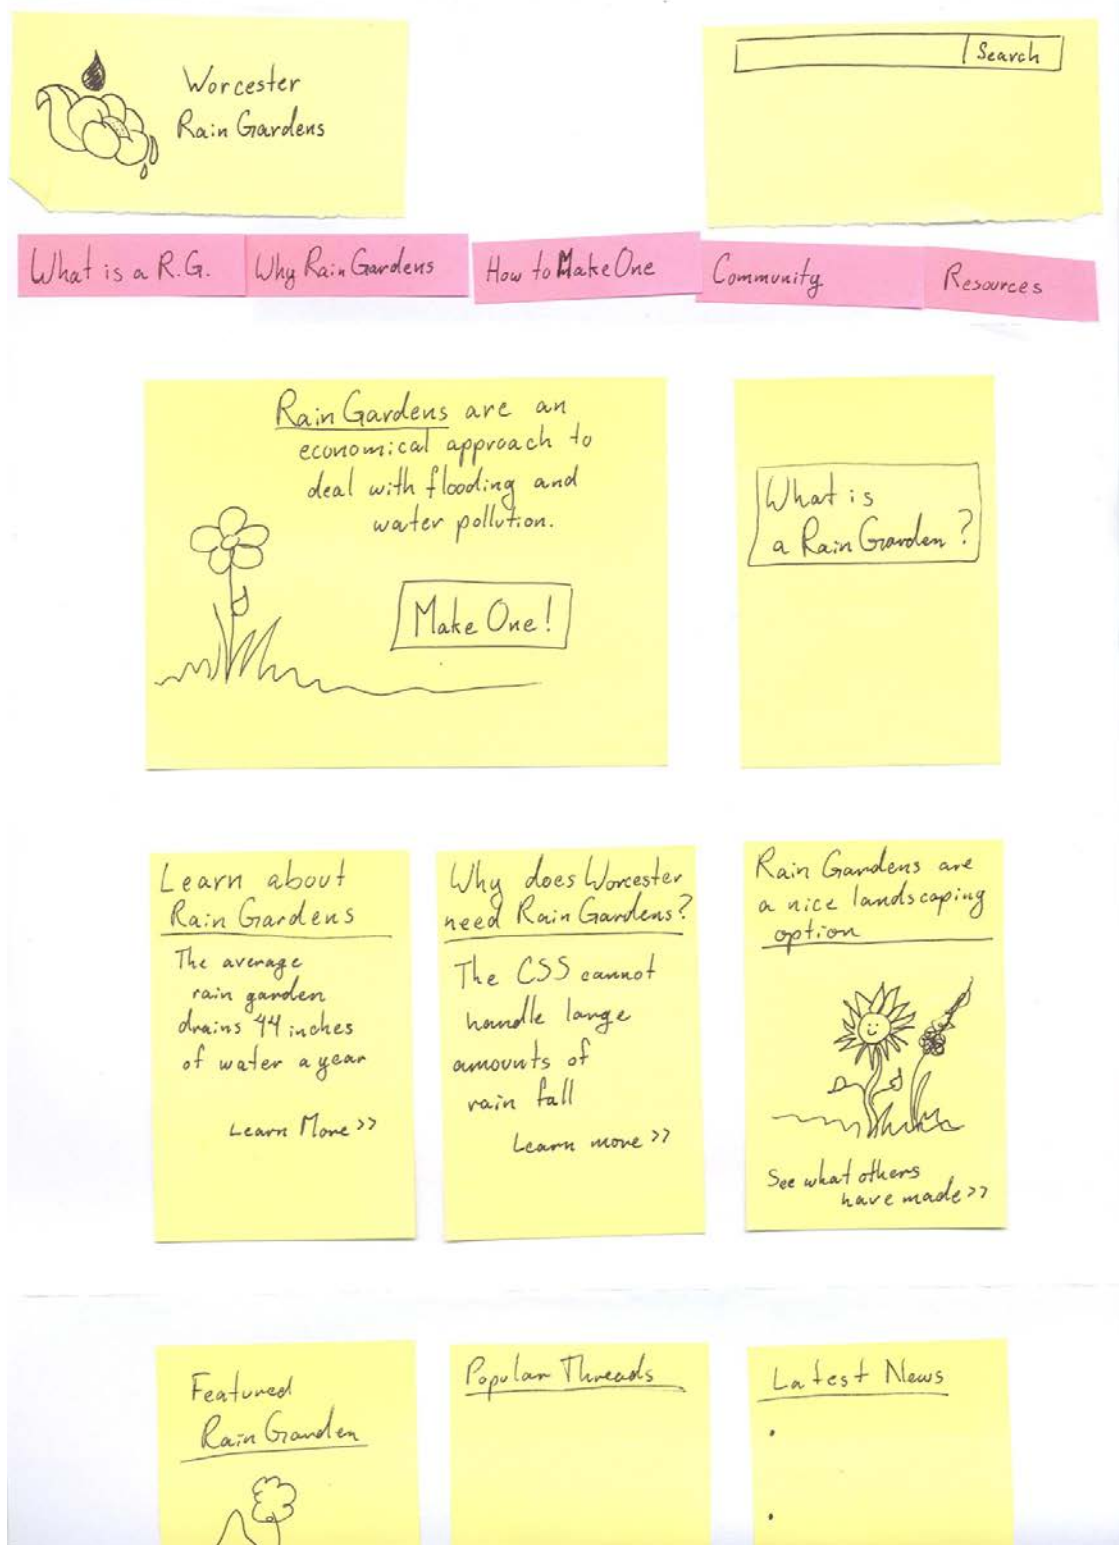 Worcester
Rain Gardens
Search
What is a R.G.
Why Rain Gardens
How to Make One
Community
Resources
Rain Gardens are an
economical approach to
deal with flooding and
water pollution.
Make One!
What is
a Rain Garden?
Learn about
Rain Gardens
The average
rain garden
drains 44 inches
of water a year
Learn More >>
Why does Worcester
need Rain Gardens?
The CSS cannot
handle large
amounts of
rain fall
Learn more >>
Rain Gardens are
a nice landscaping
option
See what others
have made >>
Featured
Rain Garden
Popular Threads
Latest News